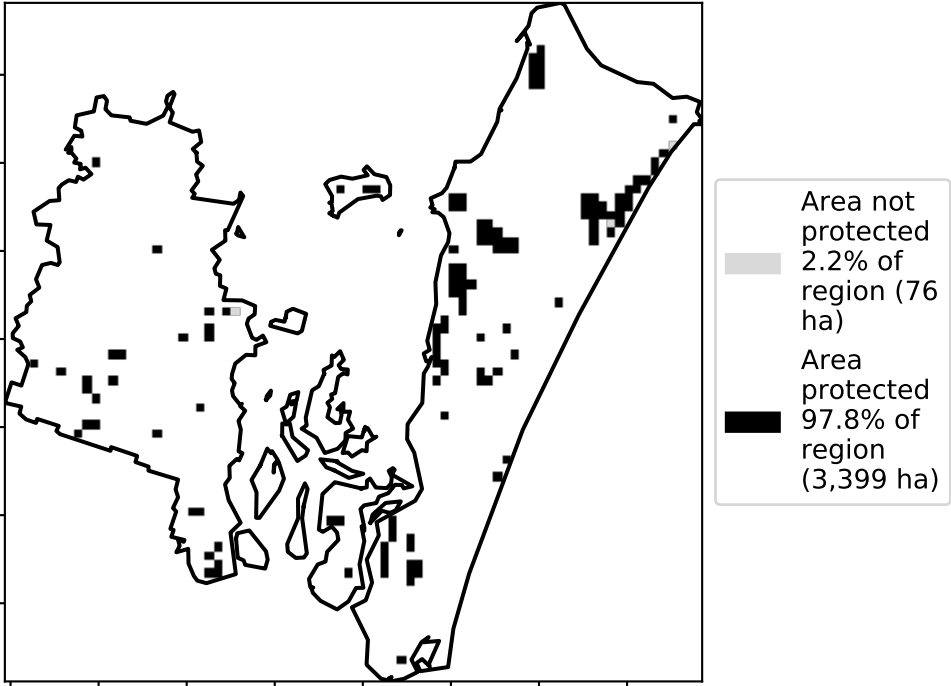 Area not
protected
2.2% of
region (76
ha)
Area
protected
97.8% of
region
(3,399 ha)